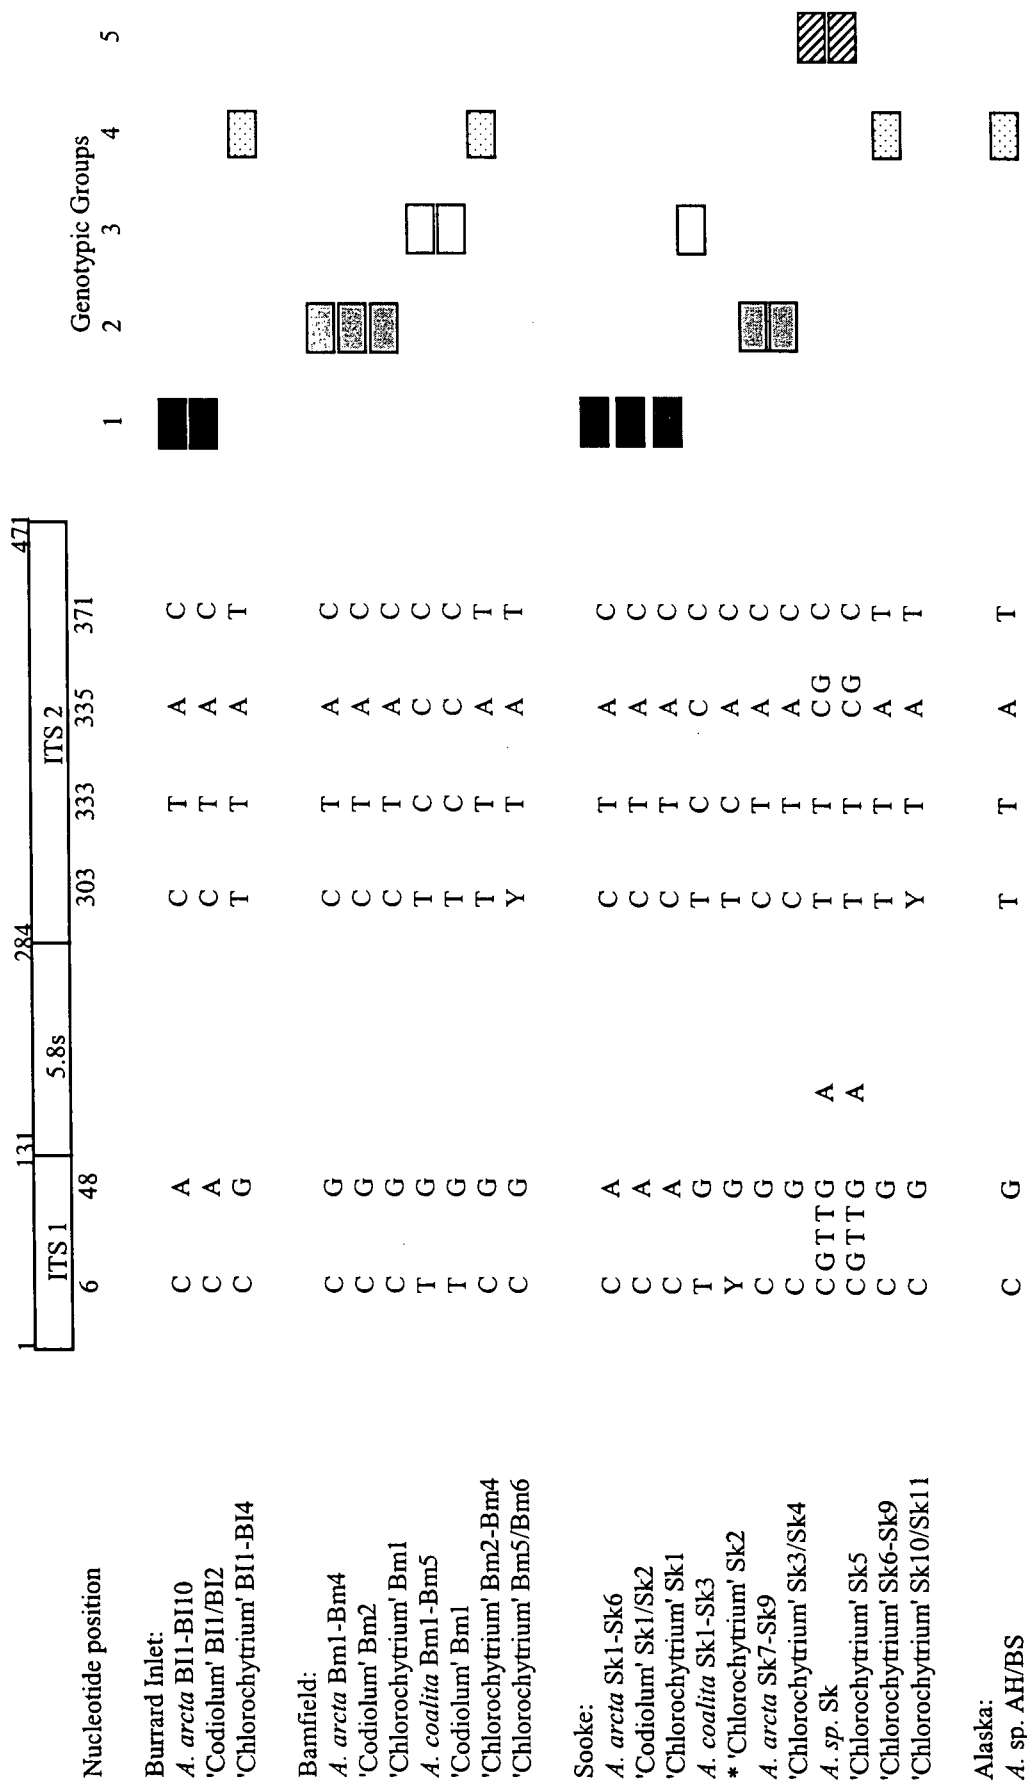 1 131 284 471
ITS 1 5.8s ITS 2 Genotypic Groups
Nucleotide position 6 48 303 333 335 371 1 2 3 4 5
Burrard Inlet:
A. arcta BI1-BI10 C A C T A C
'Codiolum' BI1/BI2 C A C T A C
'Chlorochytrium' BI1-BI4 C G T T A T
Bamfield:
A. arcta Bm1-Bm4 C G C T A C
'Codiolum' Bm2 C G C T A C
'Chlorochytrium' Bm1 C G C T A C
A. coalita Bm1-Bm5 T G T C C C
'Codiolum' Bm1 T G T C C C
'Chlorochytrium' Bm2-Bm4 C G T T A T
'Chlorochytrium' Bm5/Bm6 C G Y T A T
Sooke:
A. arcta Sk1-Sk6 C A C T A C
'Codiolum' Sk1/Sk2 C A C T A C
'Chlorochytrium' Sk1 C A C T A C
A. coalita Sk1-Sk3 T G T C C C
* 'Chlorochytrium' Sk2 Y G T C A C
A. arcta Sk7-Sk9 C G C T A C
'Chlorochytrium' Sk3/Sk4 C G C T A C
A. sp. Sk C G T T G A T T C G C
'Chlorochytrium' Sk5 C G T T G A T T C G C
'Chlorochytrium' Sk6-Sk9 C G T T A T
'Chlorochytrium' Sk10/Sk11 C G Y T A T
Alaska:
A. sp. AH/BS C G T T A T